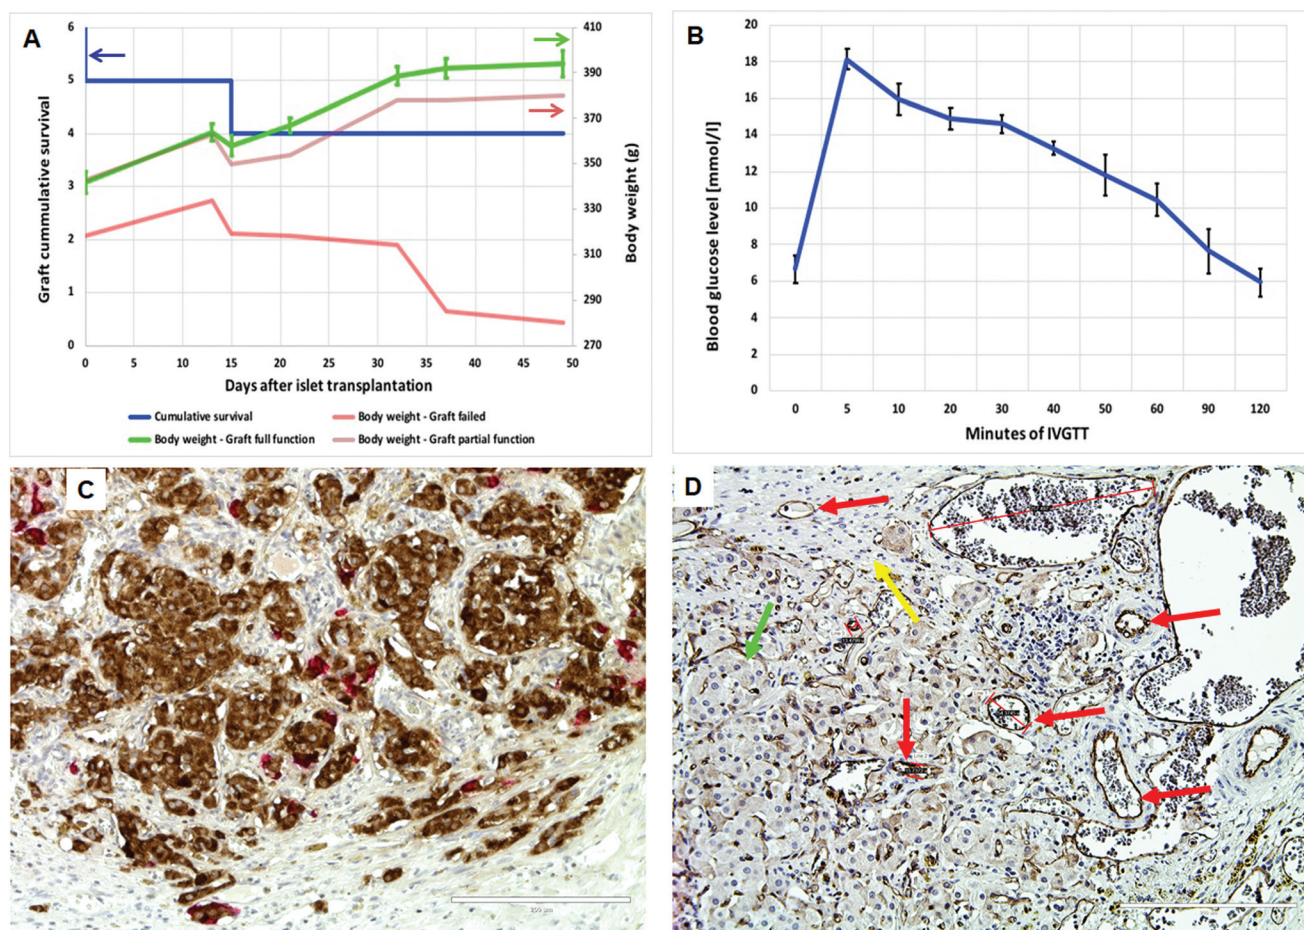 A
6
5
4
3
2
1
0
Graft cummulative survival
410
390
370
350
330
310
290
270
Body weight (g)
0 5 10 15 20 25 30 35 40 45 50
Days after islet transplantation
Cumulative survival
Body weight - Graft failed
Body weight - Graft full function
Body weight - Graft partial function
B
20
18
16
14
12
10
8
6
4
2
0
Blood glucose level [mmol/l]
0 5 10 20 30 40 50 60 90 120
Minutes of IVGTT
C
D